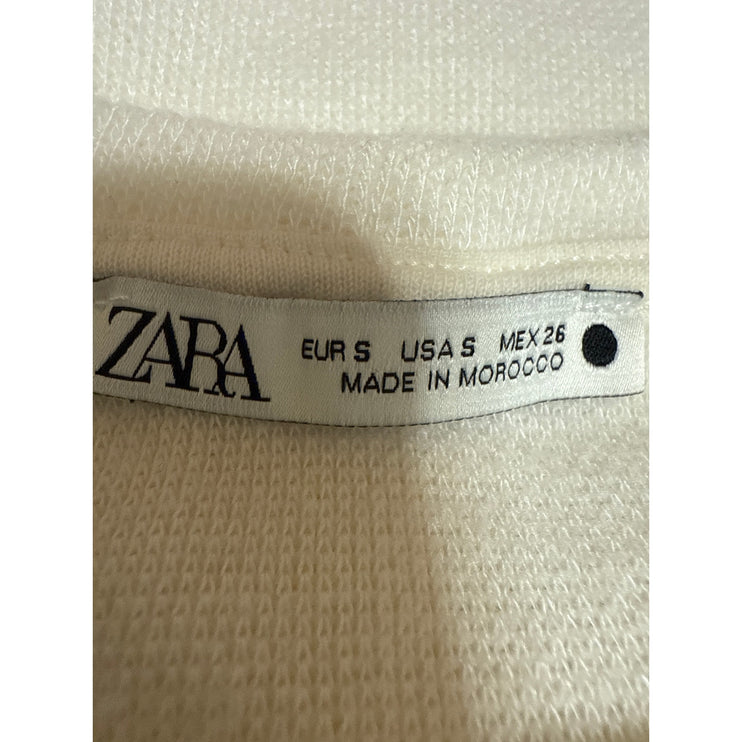 ZARA
EUR S USA S MEX 26
MADE IN MOROCCO